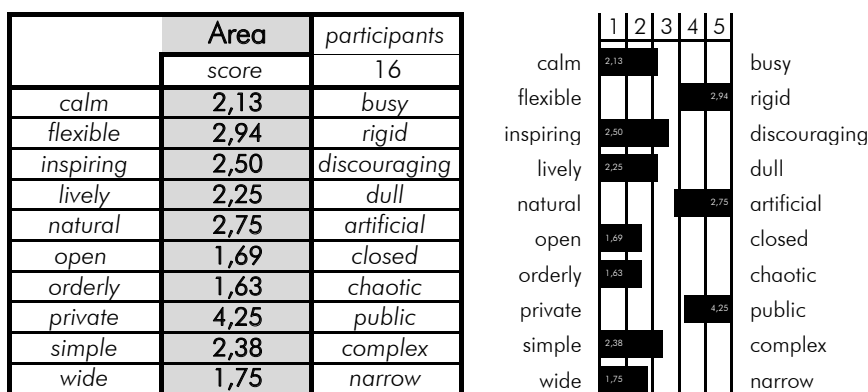 Area participants
score 16
calm 2,13 busy
flexible 2,94 rigid
inspiring 2,50 discouraging
lively 2,25 dull
natural 2,75 artificial
open 1,69 closed
orderly 1,63 chaotic
private 4,25 public
simple 2,38 complex
wide 1,75 narrow
1 2 3 4 5
calm 2,13 busy
flexible 2,94 rigid
inspiring 2,50 discouraging
lively 2,25 dull
natural 2,75 artificial
open 1,69 closed
orderly 1,63 chaotic
private 4,25 public
simple 2,38 complex
wide 1,75 narrow